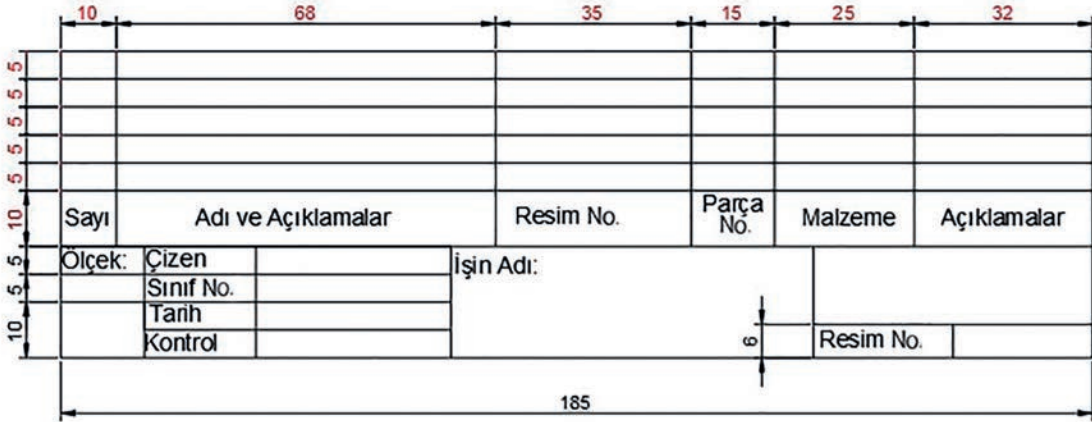 10 68 35 15 25 32
5
5
5
5
5
10 Sayı Adı ve Açıklamalar Resim No. Parça No. Malzeme Açıklamalar
5 Ölçek: Çizen İşin Adı:
5 Sınıf No.
10 Tarih
Kontrol 6 Resim No.
185